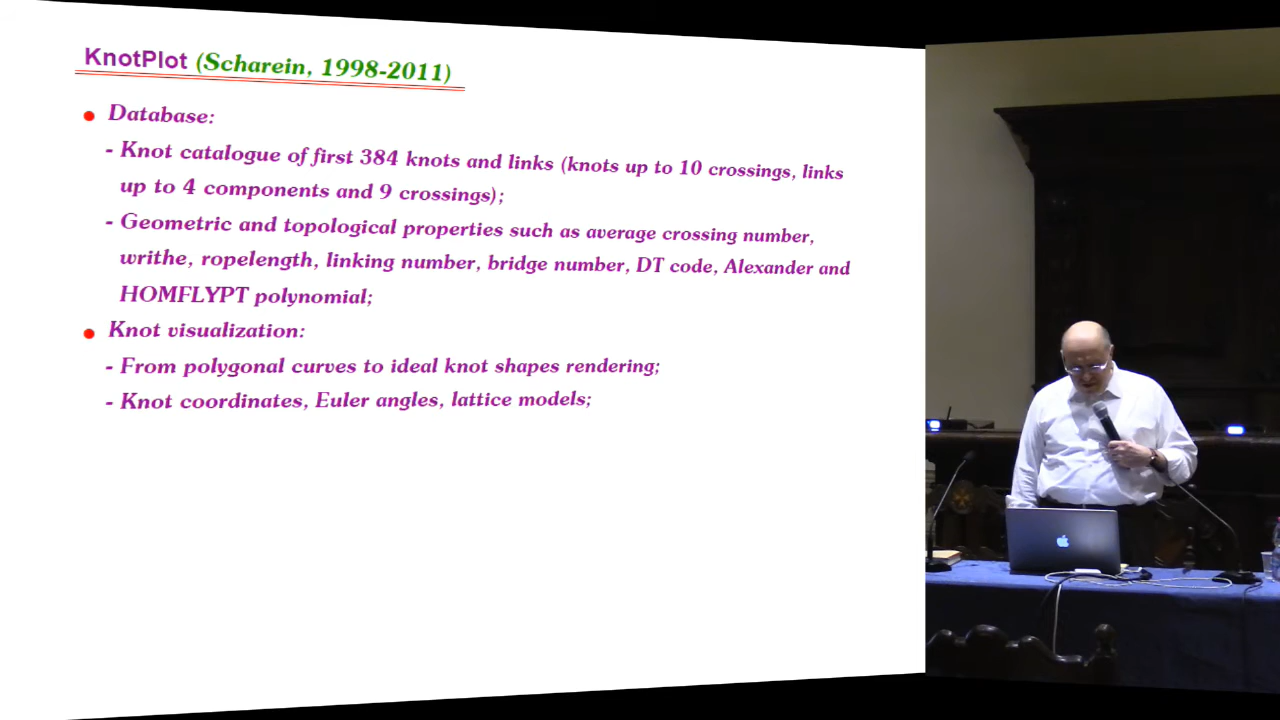 KnotPlot (Scharein, 1998-2011)
Database:
- Knot catalogue of first 384 knots and links (knots up to 10 crossings, links
up to 4 components and 9 crossings);
- Geometric and topological properties such as average crossing number,
writhe, ropelength, linking number, bridge number, DT code, Alexander and
HOMFLYPT polynomial;
Knot visualization:
- From polygonal curves to ideal knot shapes rendering;
- Knot coordinates, Euler angles, lattice models;